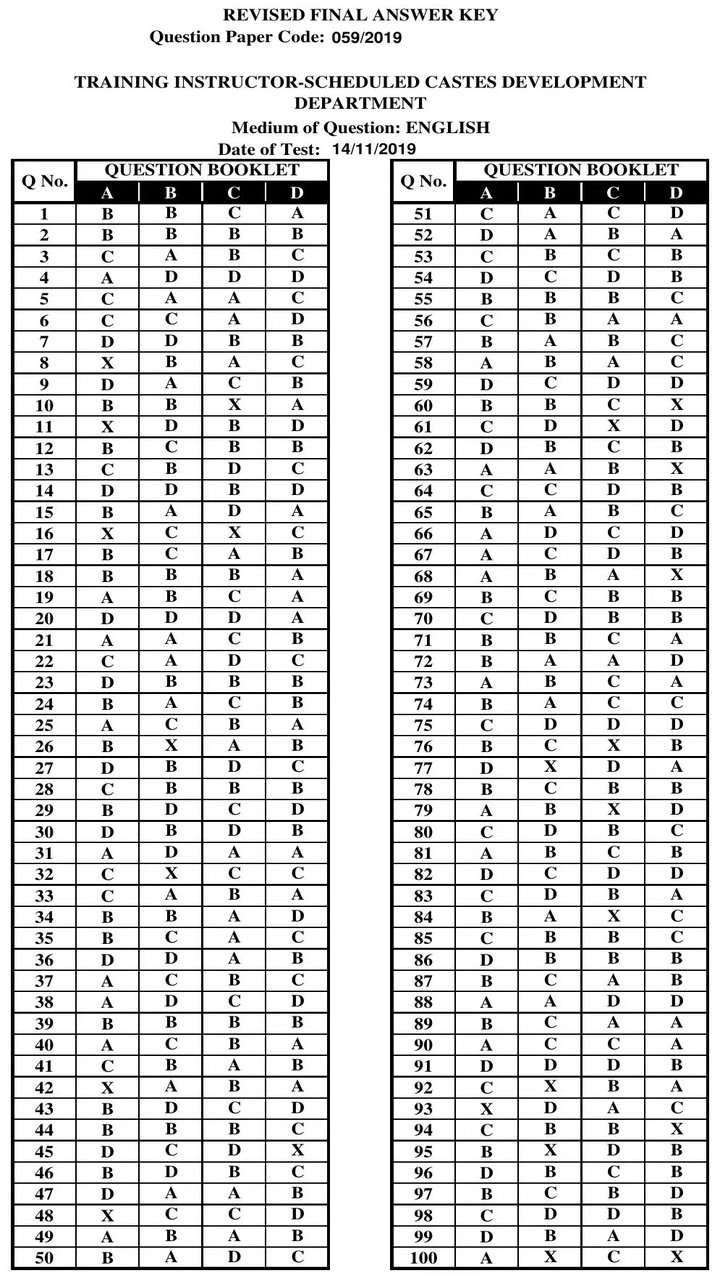 REVISED FINAL ANSWER KEY
Question Paper Code: 059/2019
TRAINING INSTRUCTOR-SCHEDULED CASTES DEVELOPMENT
DEPARTMENT
Medium of Question: ENGLISH
Date of Test: 14/11/2019
Q No. QUESTION BOOKLET
A B C D
1 B B C A
2 B B B B
3 C A B C
4 A D D D
5 C A A C
6 C C A D
7 D D B B
8 X B A C
9 D A C B
10 B B X A
11 X D B D
12 B C B B
13 C B D C
14 D D B D
15 B A D A
16 X C X C
17 B C A B
18 B B B A
19 A B C A
20 D D D A
21 A A C B
22 C A D C
23 D B B B
24 B A C B
25 A C B A
26 B X A B
27 D B D C
28 C B B B
29 B D C D
30 D B D B
31 A D A A
32 C X C C
33 C A B A
34 B B A D
35 B C A C
36 D D A B
37 A C B C
38 A D C D
39 B B B B
40 A C B A
41 C B A B
42 X A B A
43 B D C D
44 B B B C
45 D C D X
46 B D B C
47 D A A B
48 X C C D
49 A B A B
50 B A D C
Q No. QUESTION BOOKLET
A B C D
51 C A C D
52 D A B A
53 C B C B
54 D C D B
55 B B B C
56 C B A A
57 B A B C
58 A B A C
59 D C D D
60 B B C X
61 C D X D
62 D B C B
63 A A B X
64 C C D B
65 B A B C
66 A D C D
67 A C D B
68 A B A X
69 B C B B
70 C D B B
71 B B C A
72 B A A D
73 A B C A
74 B A C C
75 C D D D
76 B C X B
77 D X D A
78 B C B B
79 A B X D
80 C D B C
81 A B C B
82 D C D D
83 C D B A
84 B A X C
85 C B B C
86 D B B B
87 B C A B
88 A A D D
89 B C A A
90 A C C A
91 D D D B
92 C X B A
93 X D A C
94 C B B X
95 B X D B
96 D B C B
97 B C B D
98 C D D B
99 D B A D
100 A X C X